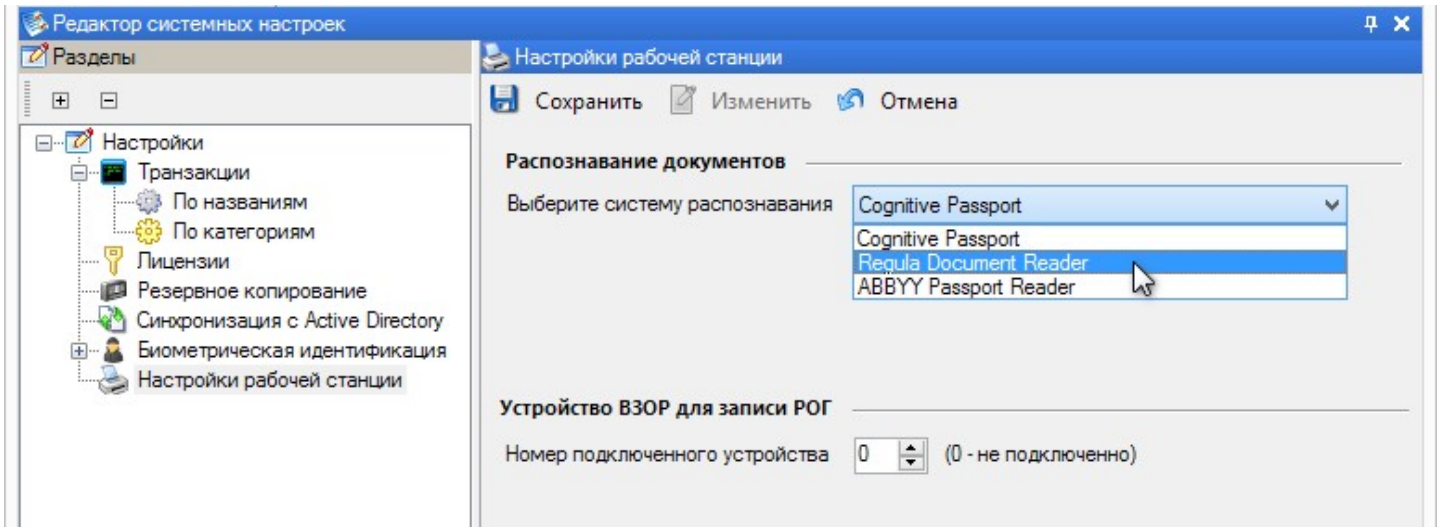 Редактор системных настроек
Разделы
Настройки
Транзакции
По названиям
По категориям
Лицензии
Резервное копирование
Синхронизация с Active Directory
Биометрическая идентификация
Настройки рабочей станции
Настройки рабочей станции
Сохранить Изменить Отмена
Распознавание документов
Выберите систему распознавания Cognitive Passport
Cognitive Passport
Regula Document Reader
ABBYY Passport Reader
Устройство ВЗОР для записи РОГ
Номер подключенного устройства 0 (0 - не подключенно)